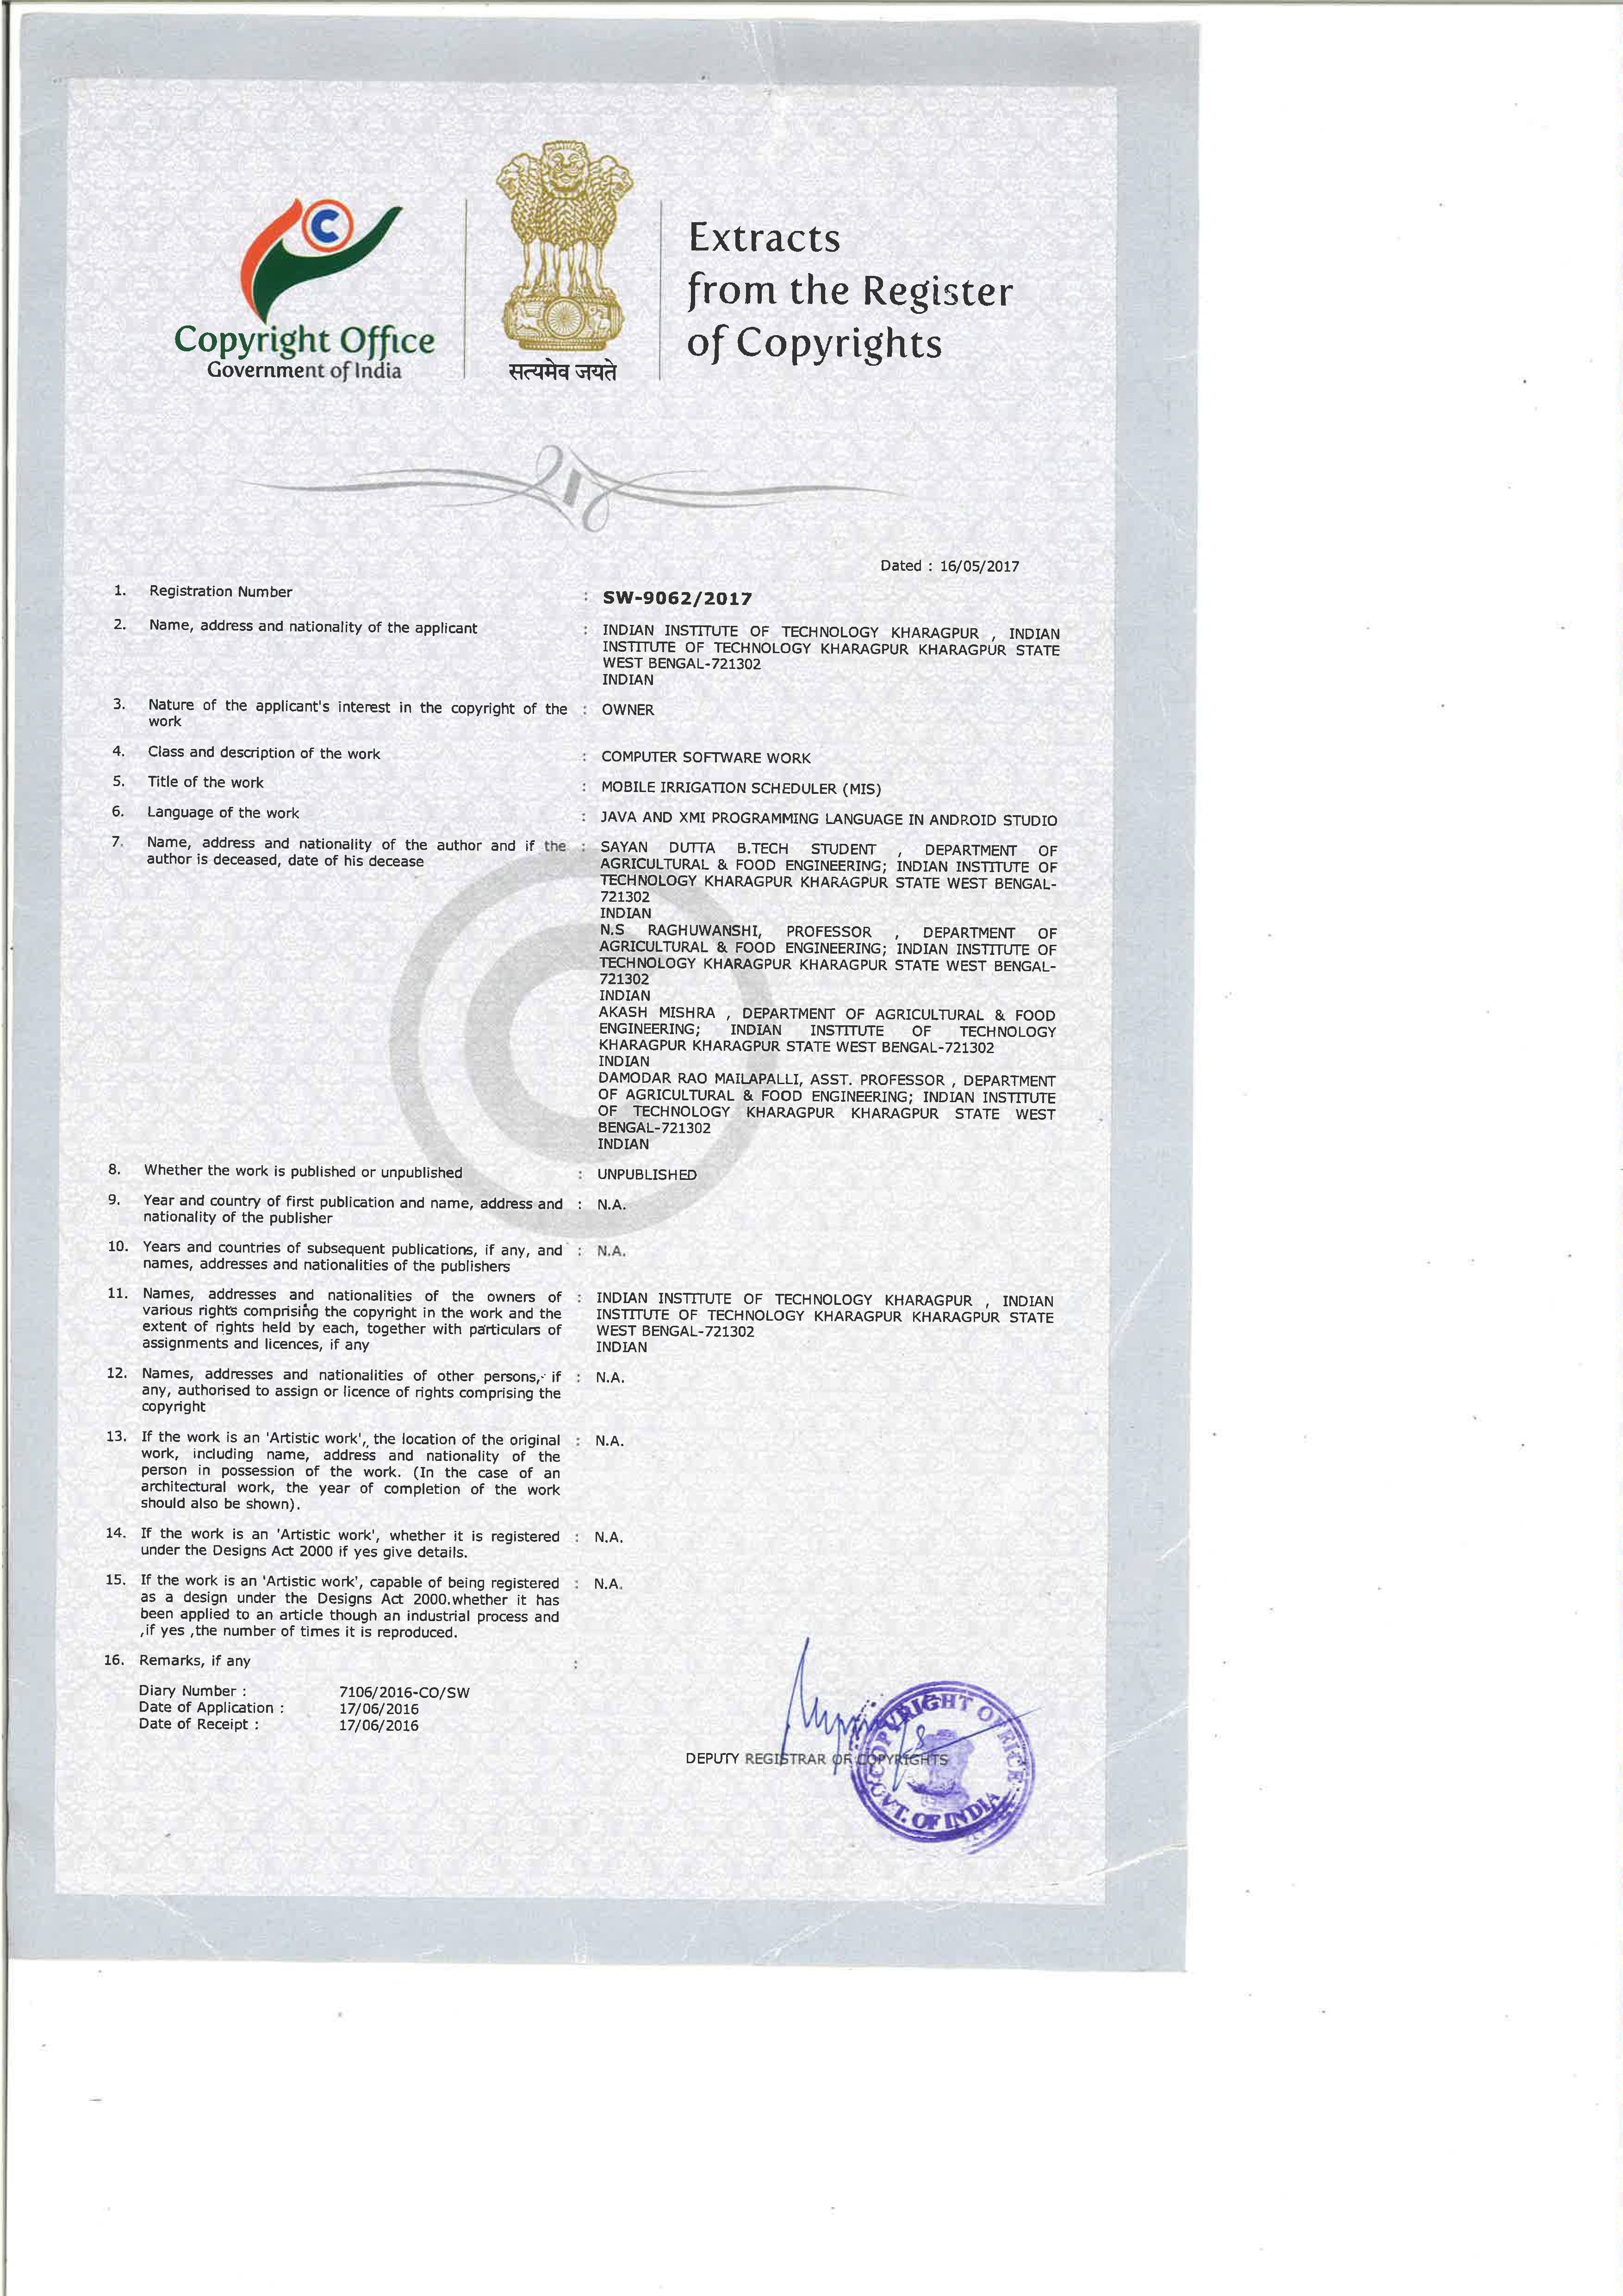 Copyright Office
Government of India
सत्यमेव जयते
Extracts
from the Register
of Copyrights
Dated : 16/05/2017
1. Registration Number : SW-9062/2017
2. Name, address and nationality of the applicant : INDIAN INSTITUTE OF TECHNOLOGY KHARAGPUR , INDIAN
INSTITUTE OF TECHNOLOGY KHARAGPUR KHARAGPUR STATE
WEST BENGAL-721302
INDIAN
3. Nature of the applicant's interest in the copyright of the : OWNER
work
4. Class and description of the work : COMPUTER SOFTWARE WORK
5. Title of the work : MOBILE IRRIGATION SCHEDULER (MIS)
6. Language of the work : JAVA AND XMI PROGRAMMING LANGUAGE IN ANDROID STUDIO
7. Name, address and nationality of the author and if the : SAYAN DUTTA B.TECH STUDENT , DEPARTMENT OF
author is deceased, date of his decease AGRICULTURAL & FOOD ENGINEERING; INDIAN INSTITUTE OF
TECHNOLOGY KHARAGPUR KHARAGPUR STATE WEST BENGAL-
721302
INDIAN
N.S RAGHUWANSHI, PROFESSOR , DEPARTMENT OF
AGRICULTURAL & FOOD ENGINEERING; INDIAN INSTITUTE OF
TECHNOLOGY KHARAGPUR KHARAGPUR STATE WEST BENGAL-
721302
INDIAN
AKASH MISHRA , DEPARTMENT OF AGRICULTURAL & FOOD
ENGINEERING; INDIAN INSTITUTE OF TECHNOLOGY
KHARAGPUR KHARAGPUR STATE WEST BENGAL-721302
INDIAN
DAMODAR RAO MAILAPALLI, ASST. PROFESSOR , DEPARTMENT
OF AGRICULTURAL & FOOD ENGINEERING; INDIAN INSTITUTE
OF TECHNOLOGY KHARAGPUR KHARAGPUR STATE WEST
BENGAL-721302
INDIAN
8. Whether the work is published or unpublished : UNPUBLISHED
9. Year and country of first publication and name, address and : N.A.
nationality of the publisher
10. Years and countries of subsequent publications, if any, and : N.A.
names, addresses and nationalities of the publishers
11. Names, addresses and nationalities of the owners of : INDIAN INSTITUTE OF TECHNOLOGY KHARAGPUR , INDIAN
various rights comprising the copyright in the work and the INSTITUTE OF TECHNOLOGY KHARAGPUR KHARAGPUR STATE
extent of rights held by each, together with particulars of WEST BENGAL-721302
assignments and licences, if any INDIAN
12. Names, addresses and nationalities of other persons, if : N.A.
any, authorised to assign or licence of rights comprising the
copyright
13. If the work is an 'Artistic work', the location of the original : N.A.
work, including name, address and nationality of the
person in possession of the work. (In the case of an
architectural work, the year of completion of the work
should also be shown).
14. If the work is an 'Artistic work', whether it is registered : N.A.
under the Designs Act 2000 if yes give details.
15. If the work is an 'Artistic work', capable of being registered : N.A.
as a design under the Designs Act 2000.whether it has
been applied to an article though an industrial process and
,if yes ,the number of times it is reproduced.
16. Remarks, if any :
Diary Number : 7106/2016-CO/SW
Date of Application : 17/06/2016
Date of Receipt : 17/06/2016
DEPUTY REGISTRAR OF COPYRIGHTS
COPYRIGHT OFFICE
GOVT. OF INDIA